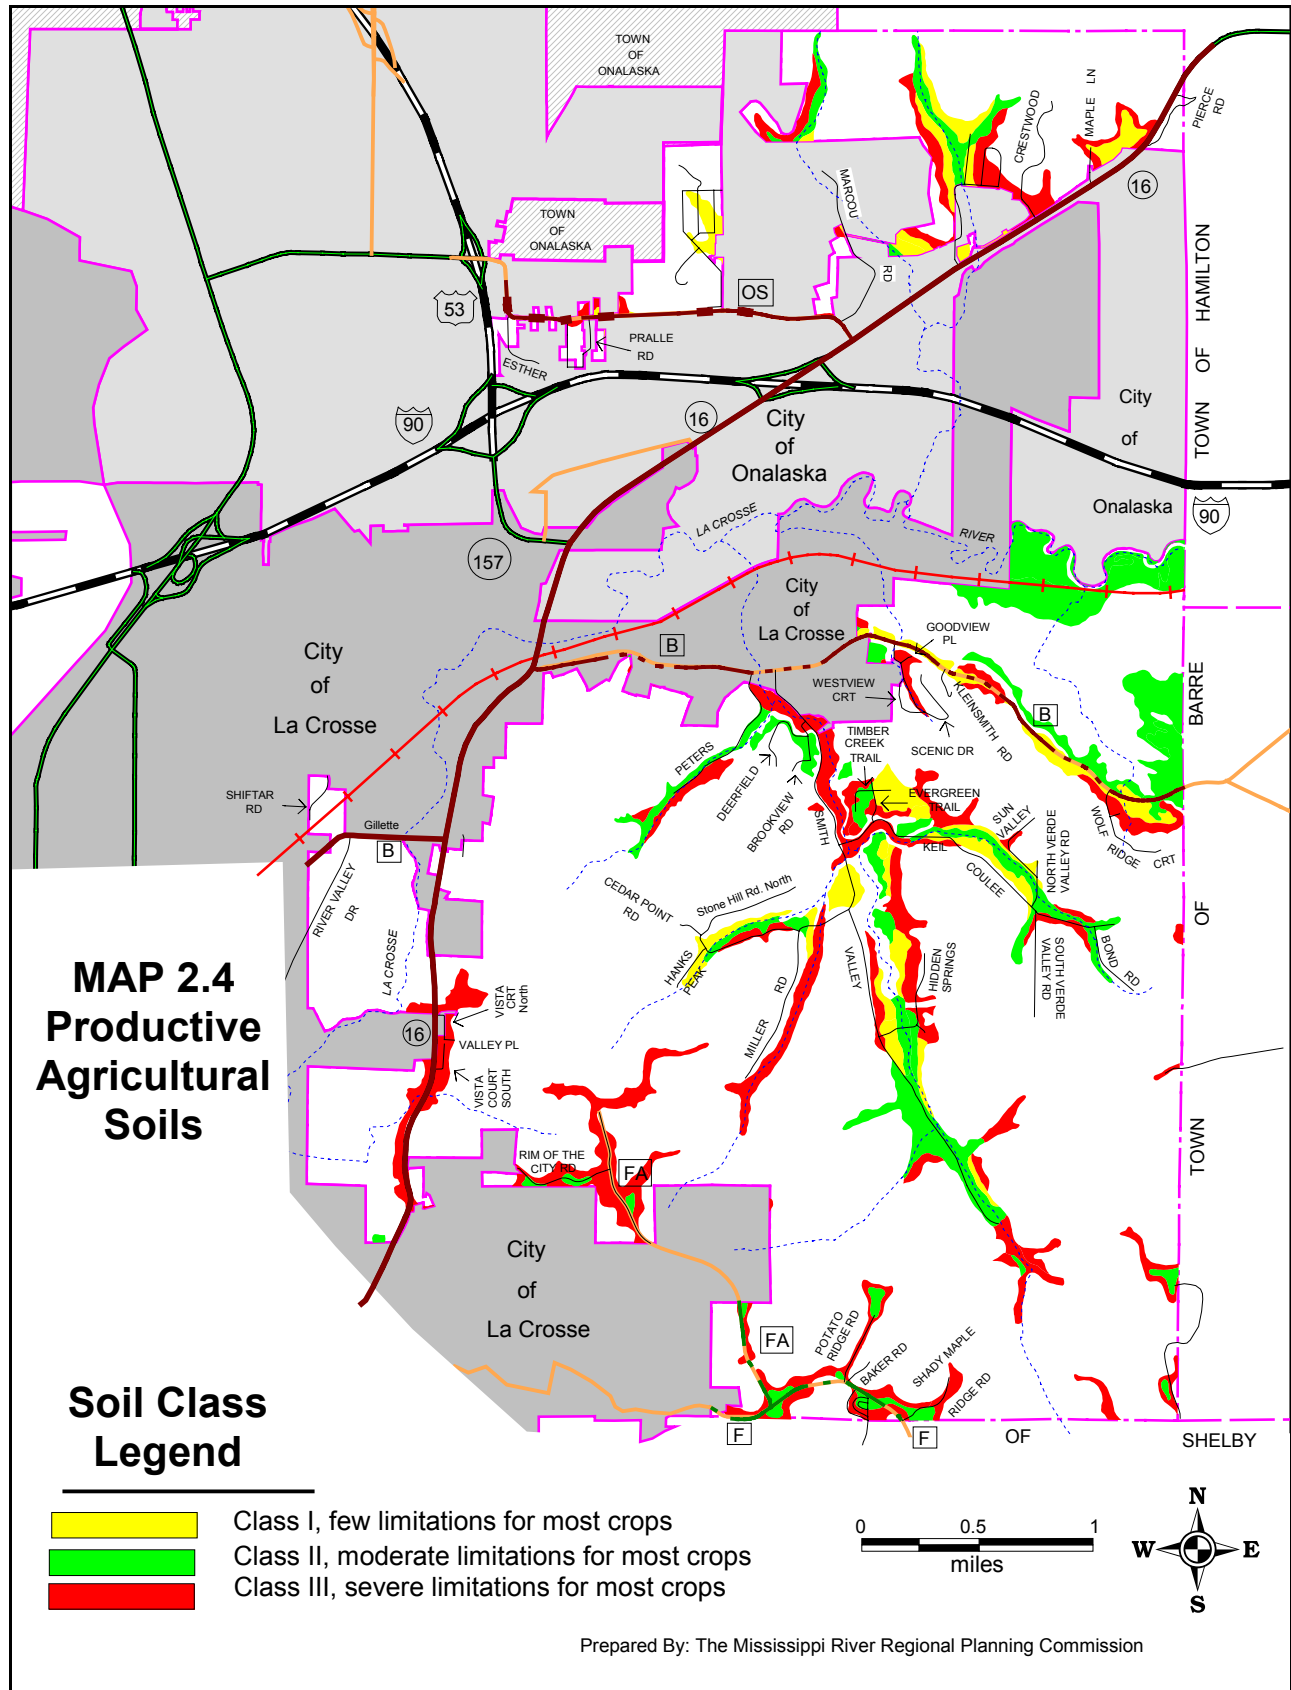 TOWN
OF
ONALASKA
CRESTWOOD
MAPLE LN
PIERCE
RD
16
MAROOU
RD
TOWN
OF
ONALASKA
TOWN OF HAMILTON
53
OS
PRALLE
RD
ESTHER
90
16
City
of
Onalaska
City
of
Onalaska
90
LA CROSSE
RIVER
157
City
of
La Crosse
GOODVIEW
PL
B
City
of
La Crosse
WESTVIEW
CRT
KLEINSMITH RD
B
BARRE
SCENIC DR
TIMBER
CREEK
TRAIL
PETERS
DEERFIELD
BROOKVIEW
RD
SMITH
EVERGREEN
TRAIL
SUN
VALLEY
NORTH VERDE
VALLEY RD
WOLF RIDGE CRT
SHIFTAR
RD
Gillette
B
KEIL
COULEE
RIVER VALLEY
DR
LA CROSSE
CEDAR POINT
RD
Stone Hill Rd. North
HANKS
PEAK
MILLER RD
VALLEY
HIDDEN
SPRINGS
SOUTH VERDE
VALLEY RD
BOND
RD
OF
MAP 2.4
Productive
Agricultural
Soils
VISTA
CRT
North
16
VALLEY PL
VISTA
COURT
SOUTH
RIM OF THE
CITY RD
FA
TOWN
City
of
La Crosse
FA
POTATO
RIDGE RD
BAKER RD
SHADY MAPLE
RIDGE RD
F
F
OF
SHELBY
Soil Class
Legend
Class I, few limitations for most crops
Class II, moderate limitations for most crops
Class III, severe limitations for most crops
0 0.5 1
miles
N
W E
S
Prepared By: The Mississippi River Regional Planning Commission